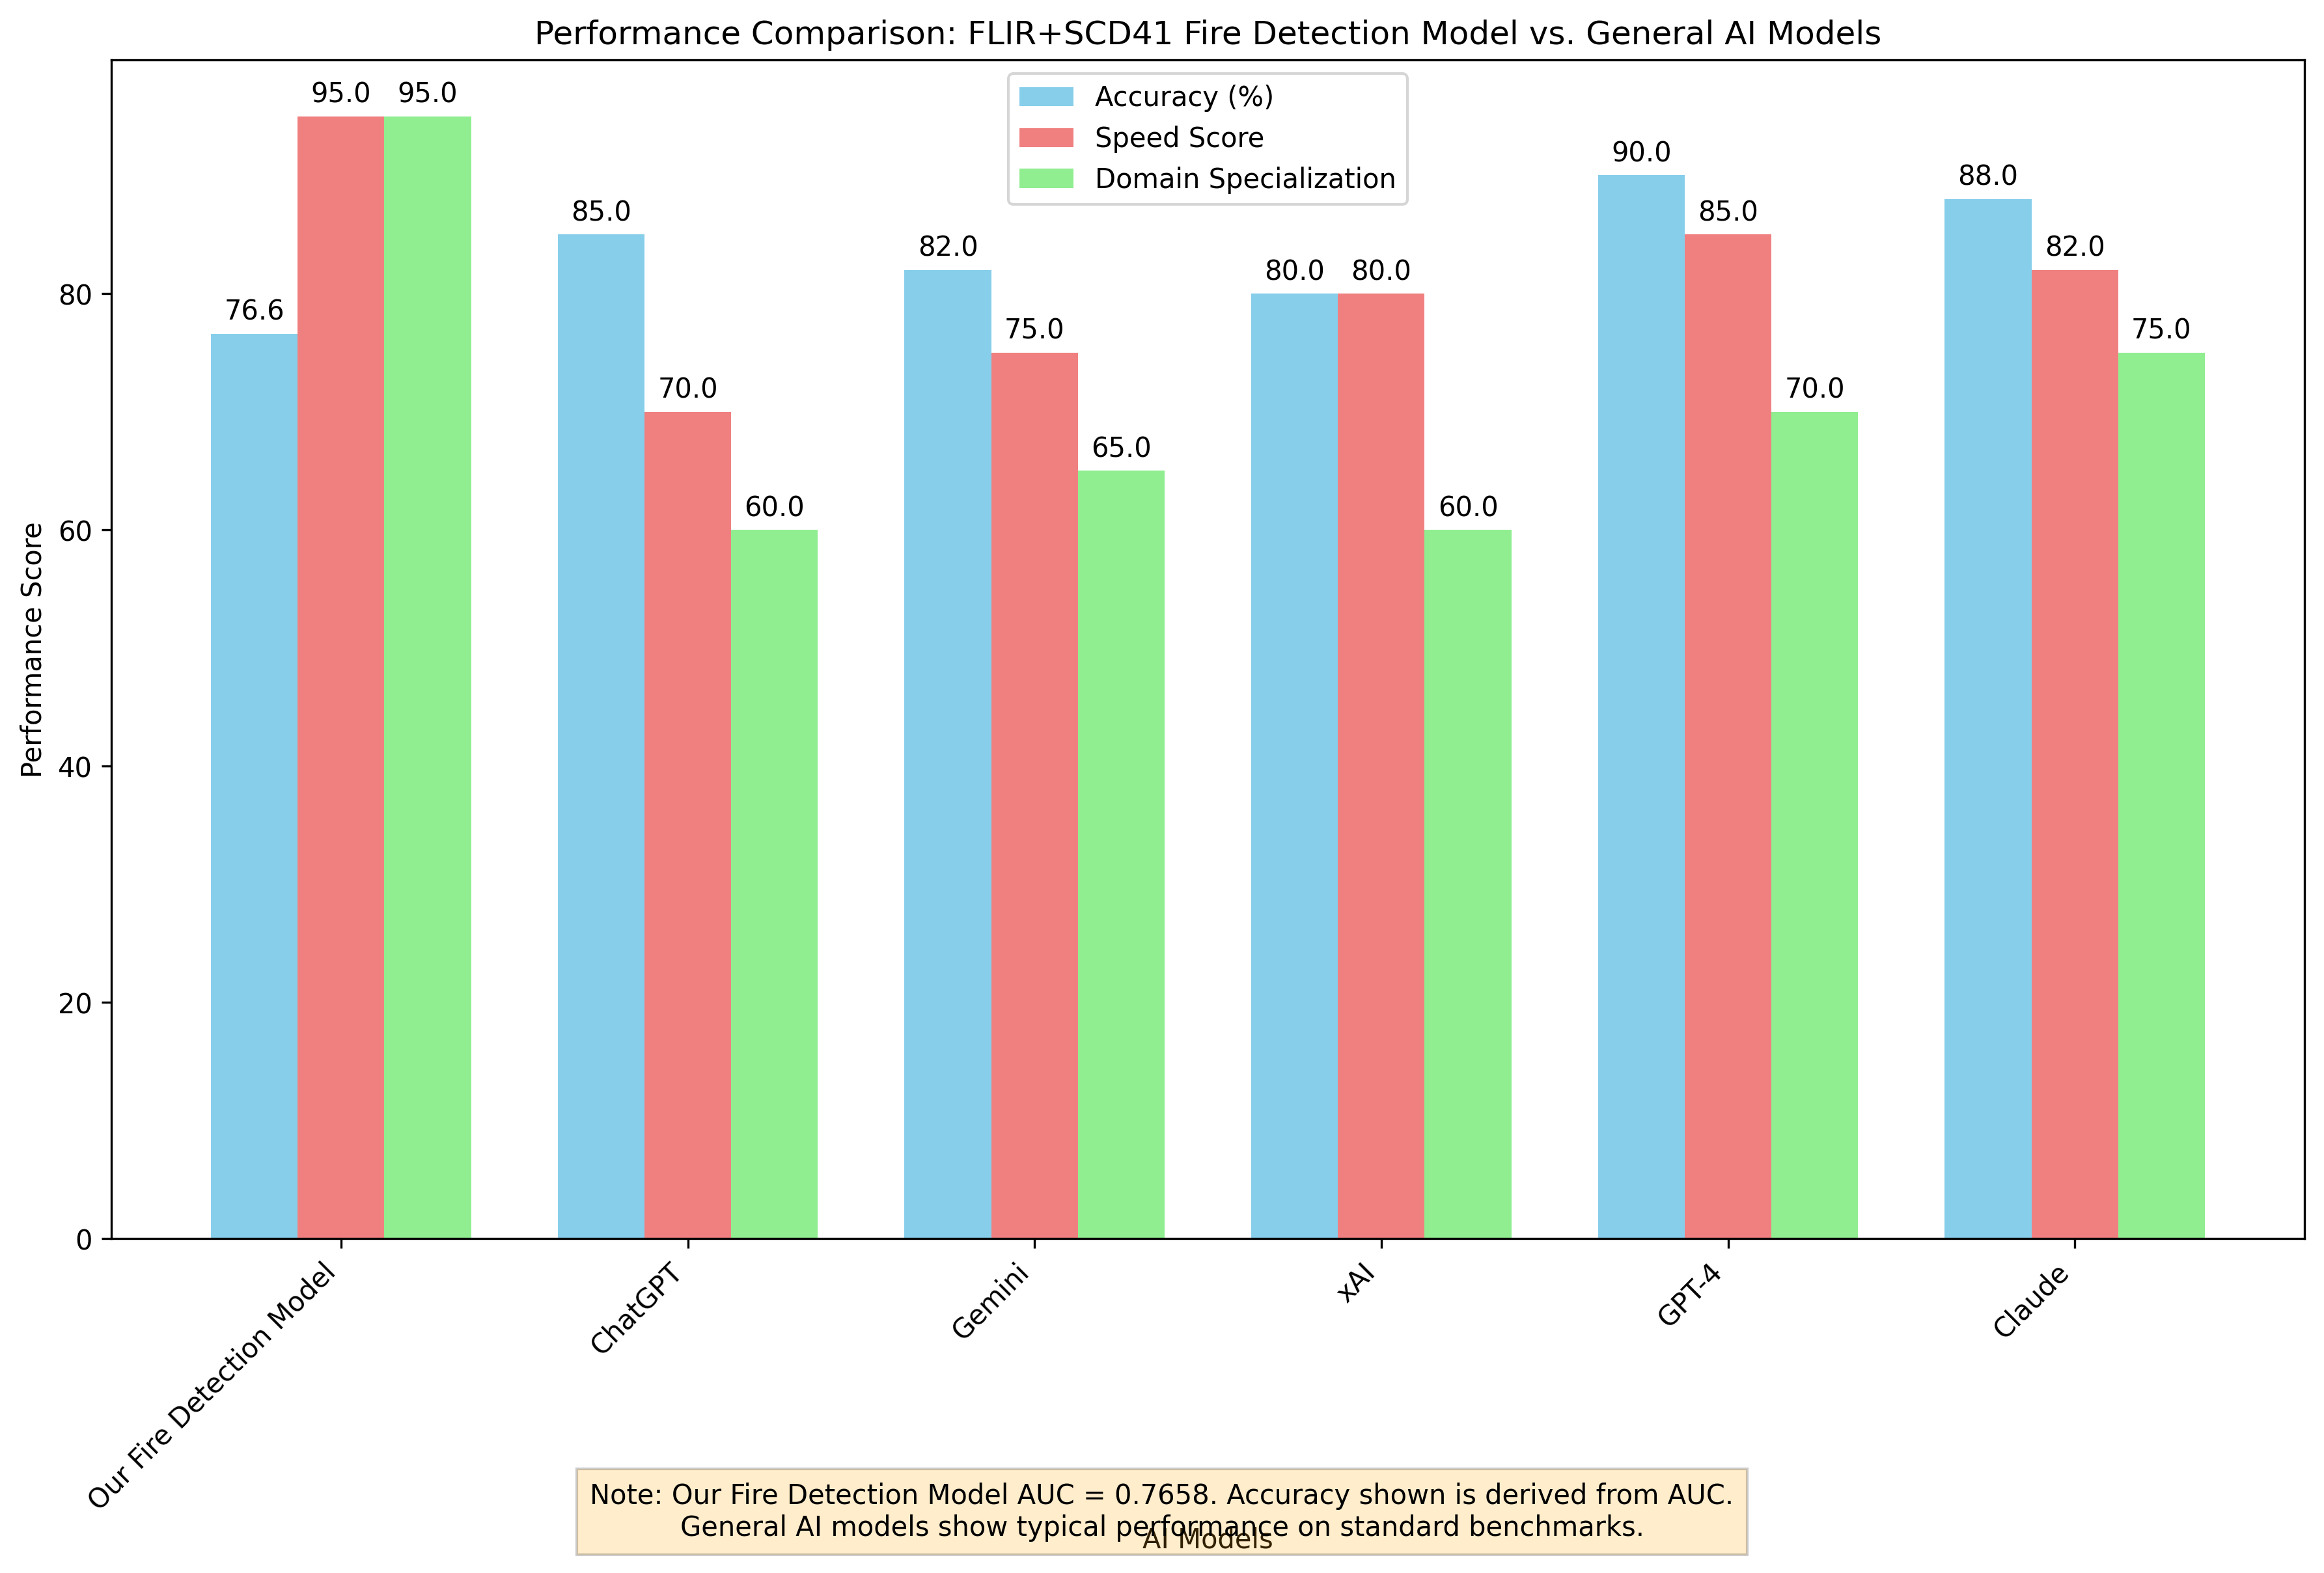 Performance Comparison: FLIR+SCD41 Fire Detection Model vs. General AI Models
Accuracy (%)
Speed Score
Domain Specialization
Performance Score
80
60
40
20
0
76.6
95.0
95.0
85.0
70.0
60.0
82.0
75.0
65.0
80.0
80.0
60.0
90.0
85.0
70.0
88.0
82.0
75.0
Our Fire Detection Model
ChatGPT
Gemini
xAI
GPT-4
Claude
Note: Our Fire Detection Model AUC = 0.7658. Accuracy shown is derived from AUC.
General AI models show typical performance on standard benchmarks.
AI Models